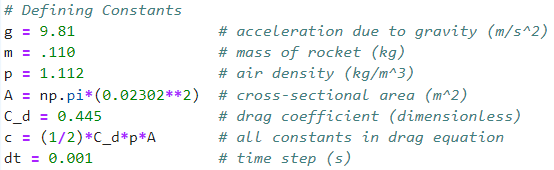 # Defining Constants
g = 9.81 # acceleration due to gravity (m/s^2)
m = .110 # mass of rocket (kg)
p = 1.112 # air density (kg/m^3)
A = np.pi*(0.02302**2) # cross-sectional area (m^2)
C_d = 0.445 # drag coefficient (dimensionless)
c = (1/2)*C_d*p*A # all constants in drag equation
dt = 0.001 # time step (s)